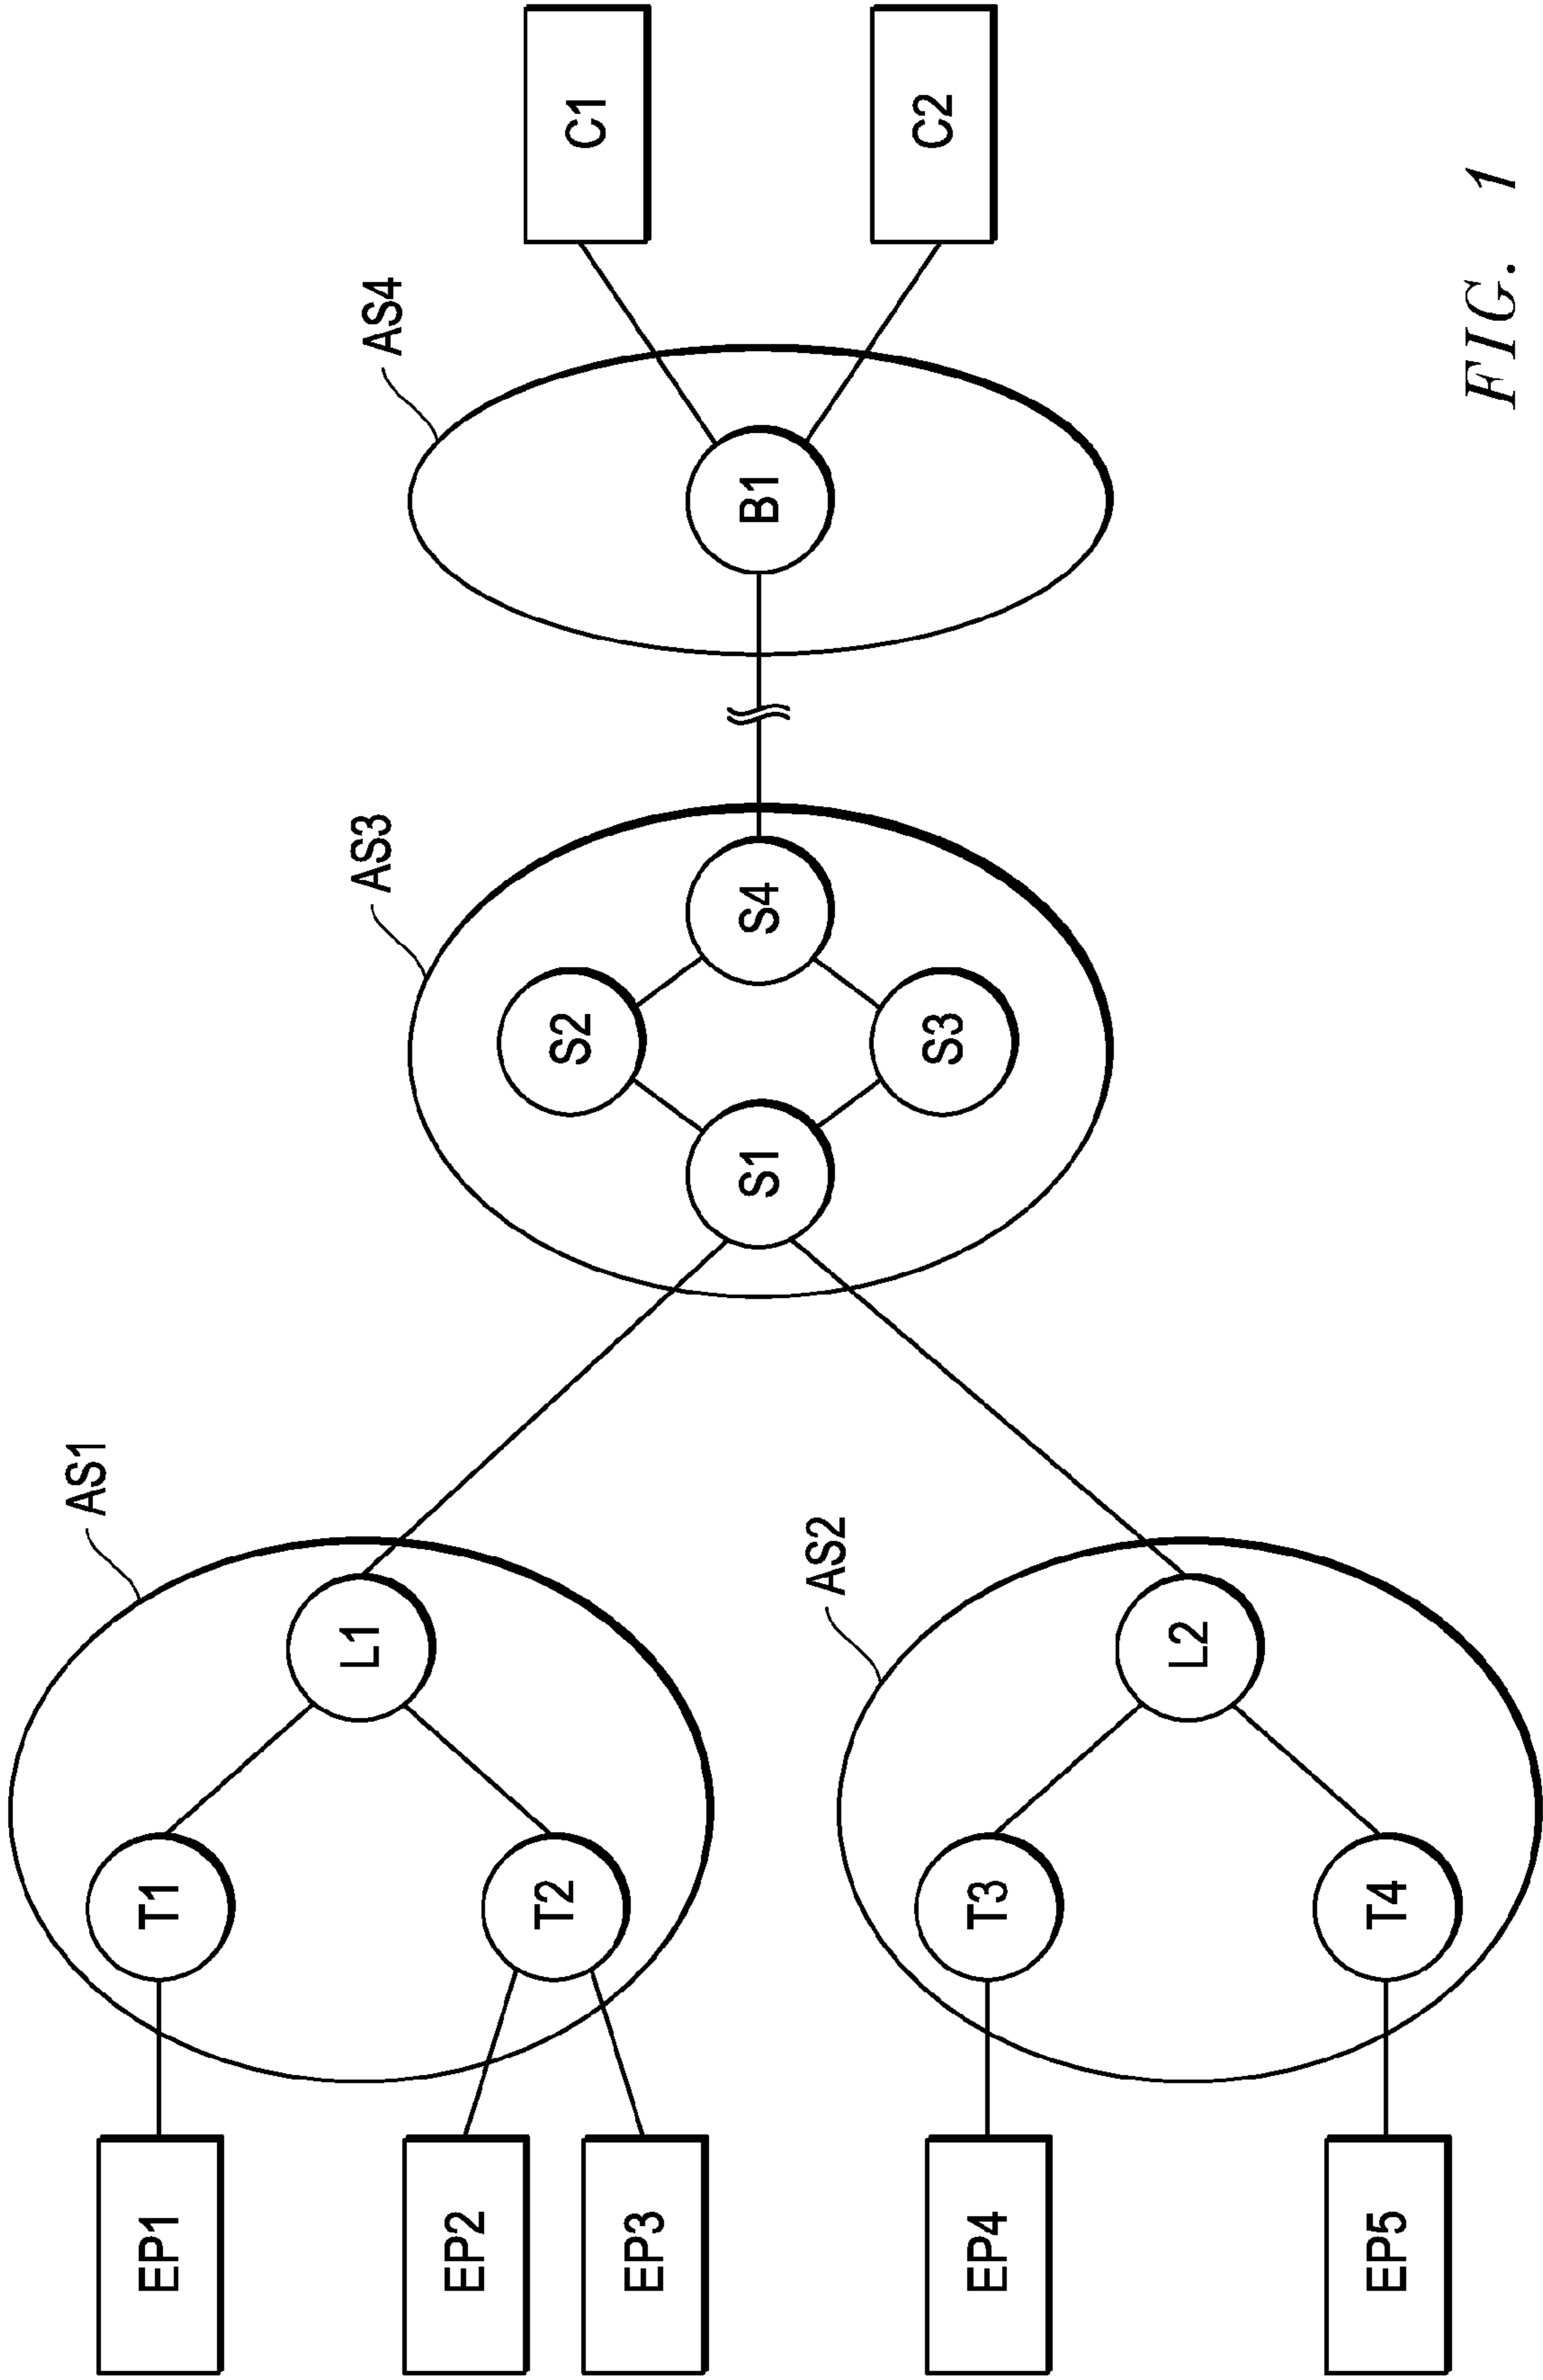 AS1
AS3
AS4
EP1
T1
L1
S2
C1
EP2
T2
EP3
S1
S4
B1
AS2
EP4
T3
S3
C2
L2
EP5
T4
FIG. 1